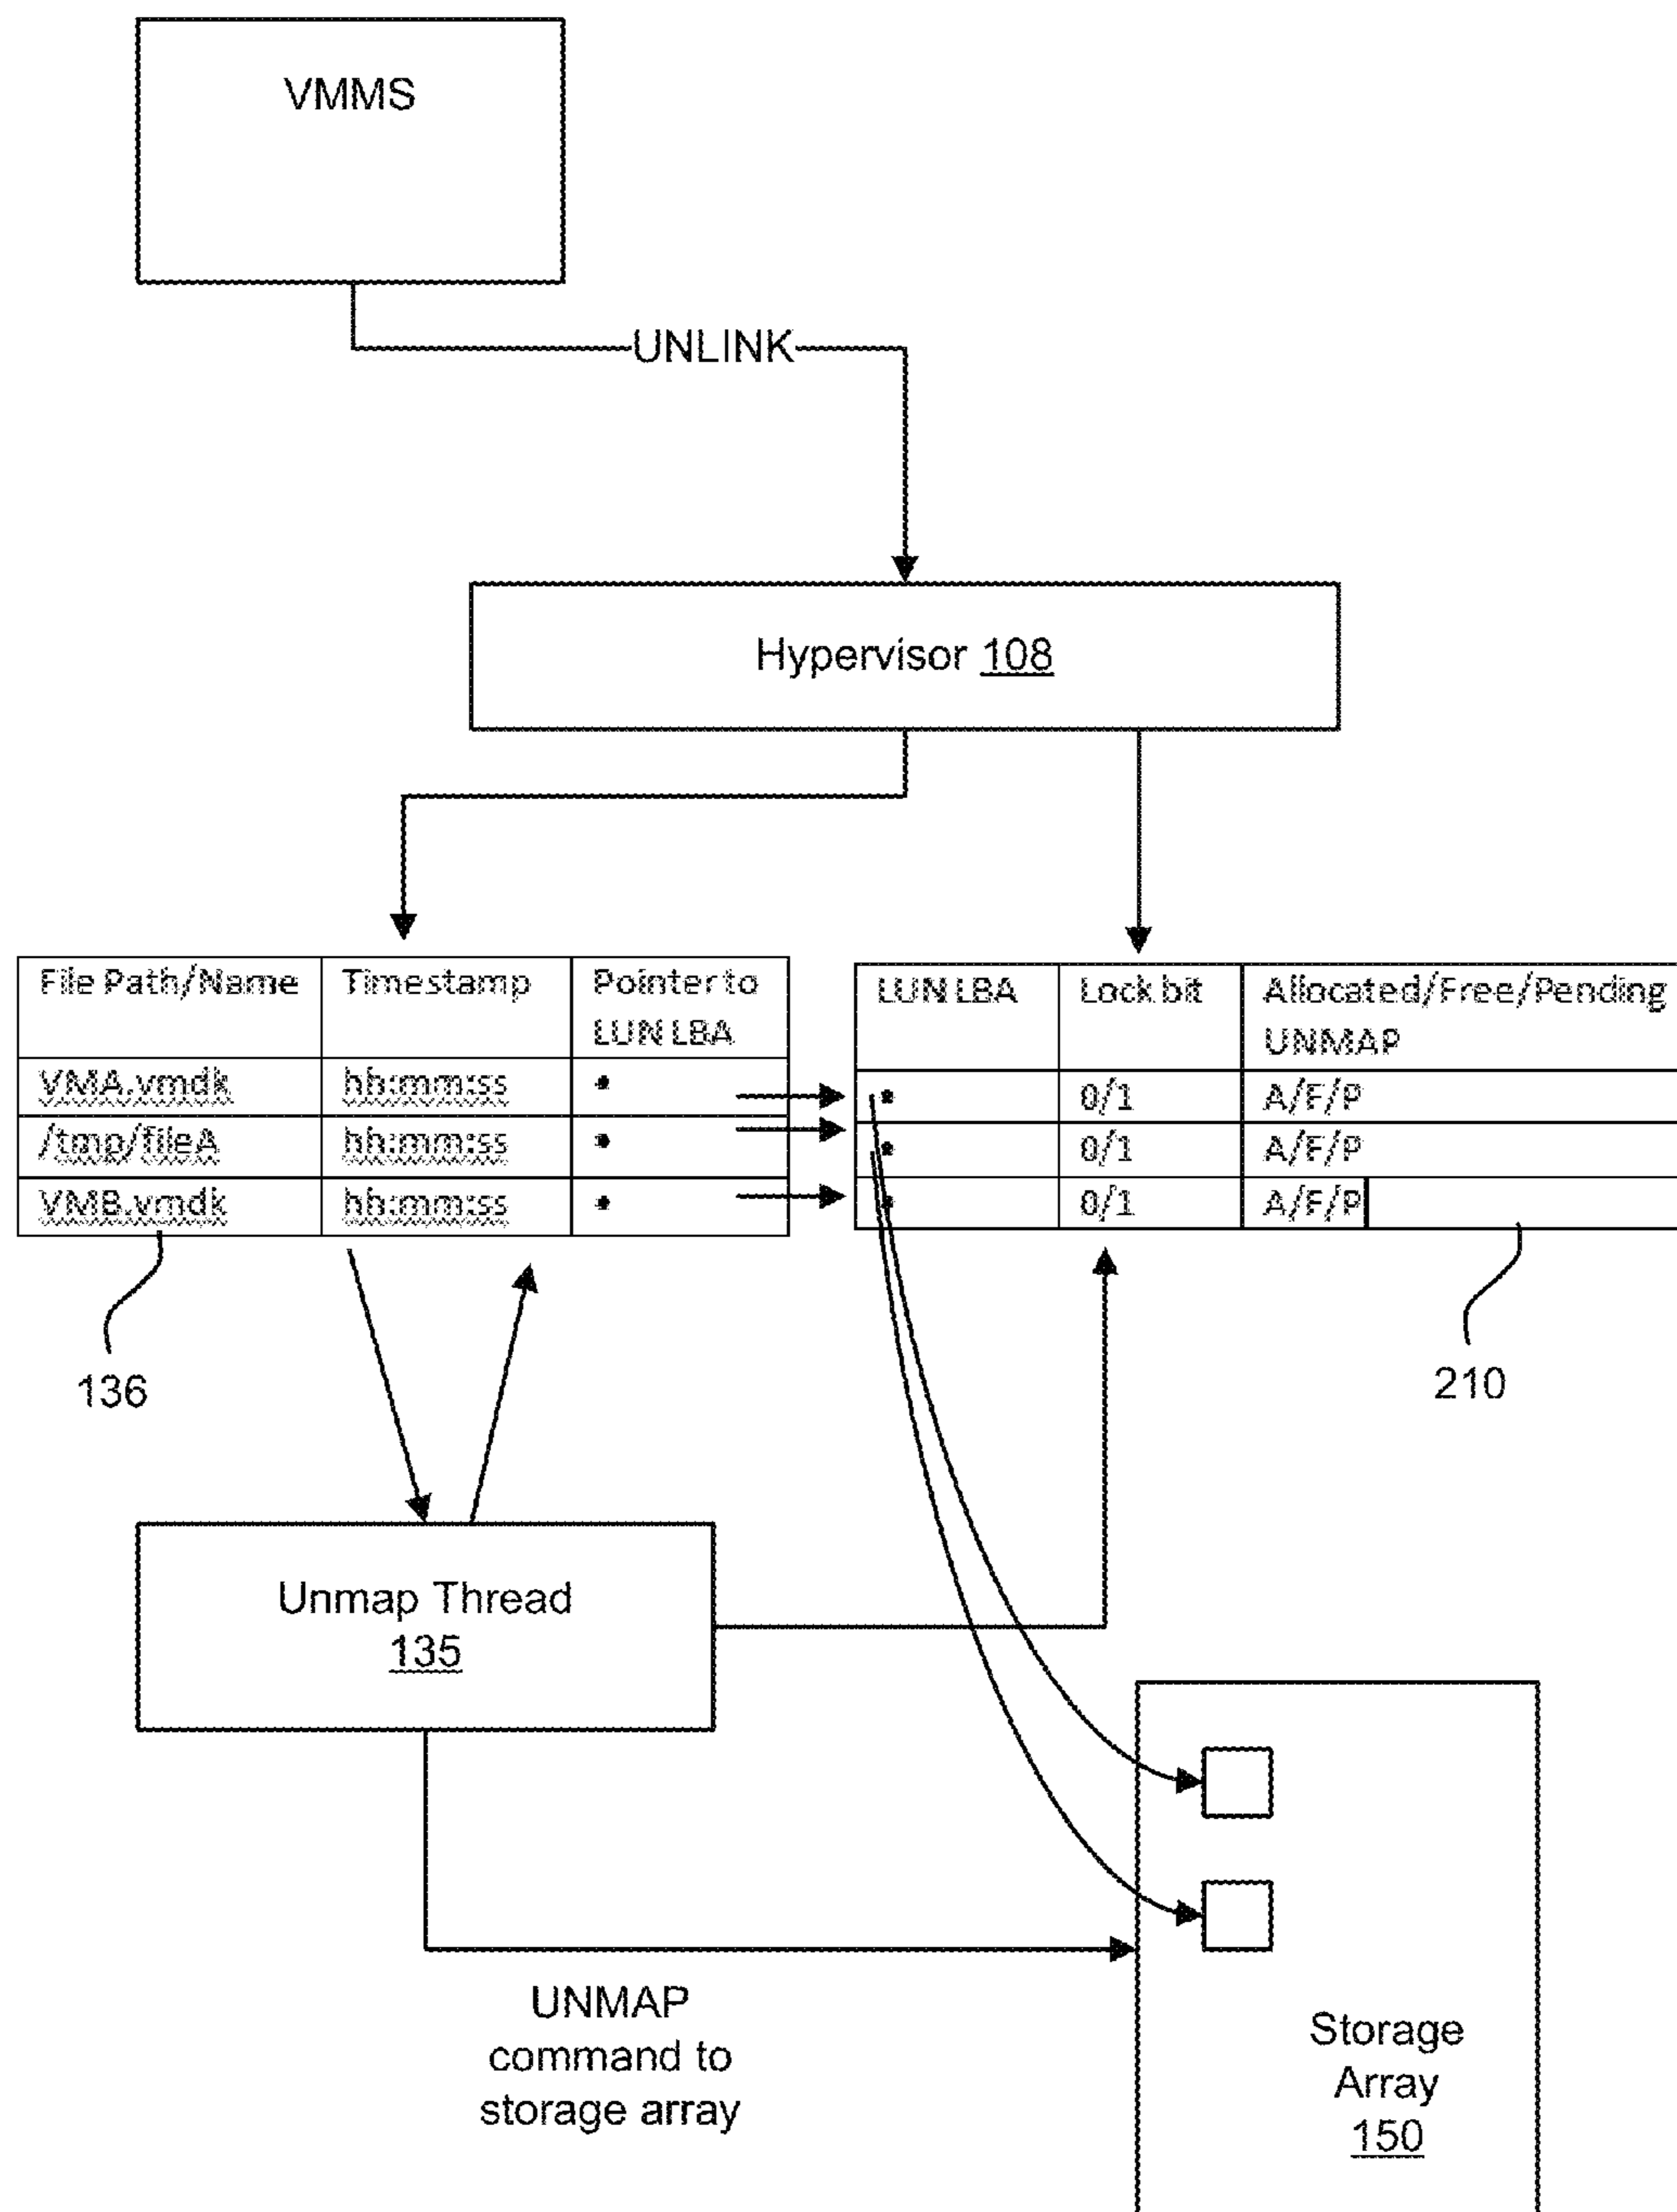 VMMS
UNLINK
Hypervisor 108
File Path/Name Timestamp Pointer to
LUN LBA
VMA.vmdk hh:mm:ss •
/tmp/fileA hh:mm:ss •
VMB.vmdk hh:mm:ss •
LUN LBA Lock bit Allocated/Free/Pending
UNMAP
• 0/1 A/F/P
• 0/1 A/F/P
• 0/1 A/F/P
136
210
Unmap Thread
135
UNMAP
command to
storage array
Storage
Array
150